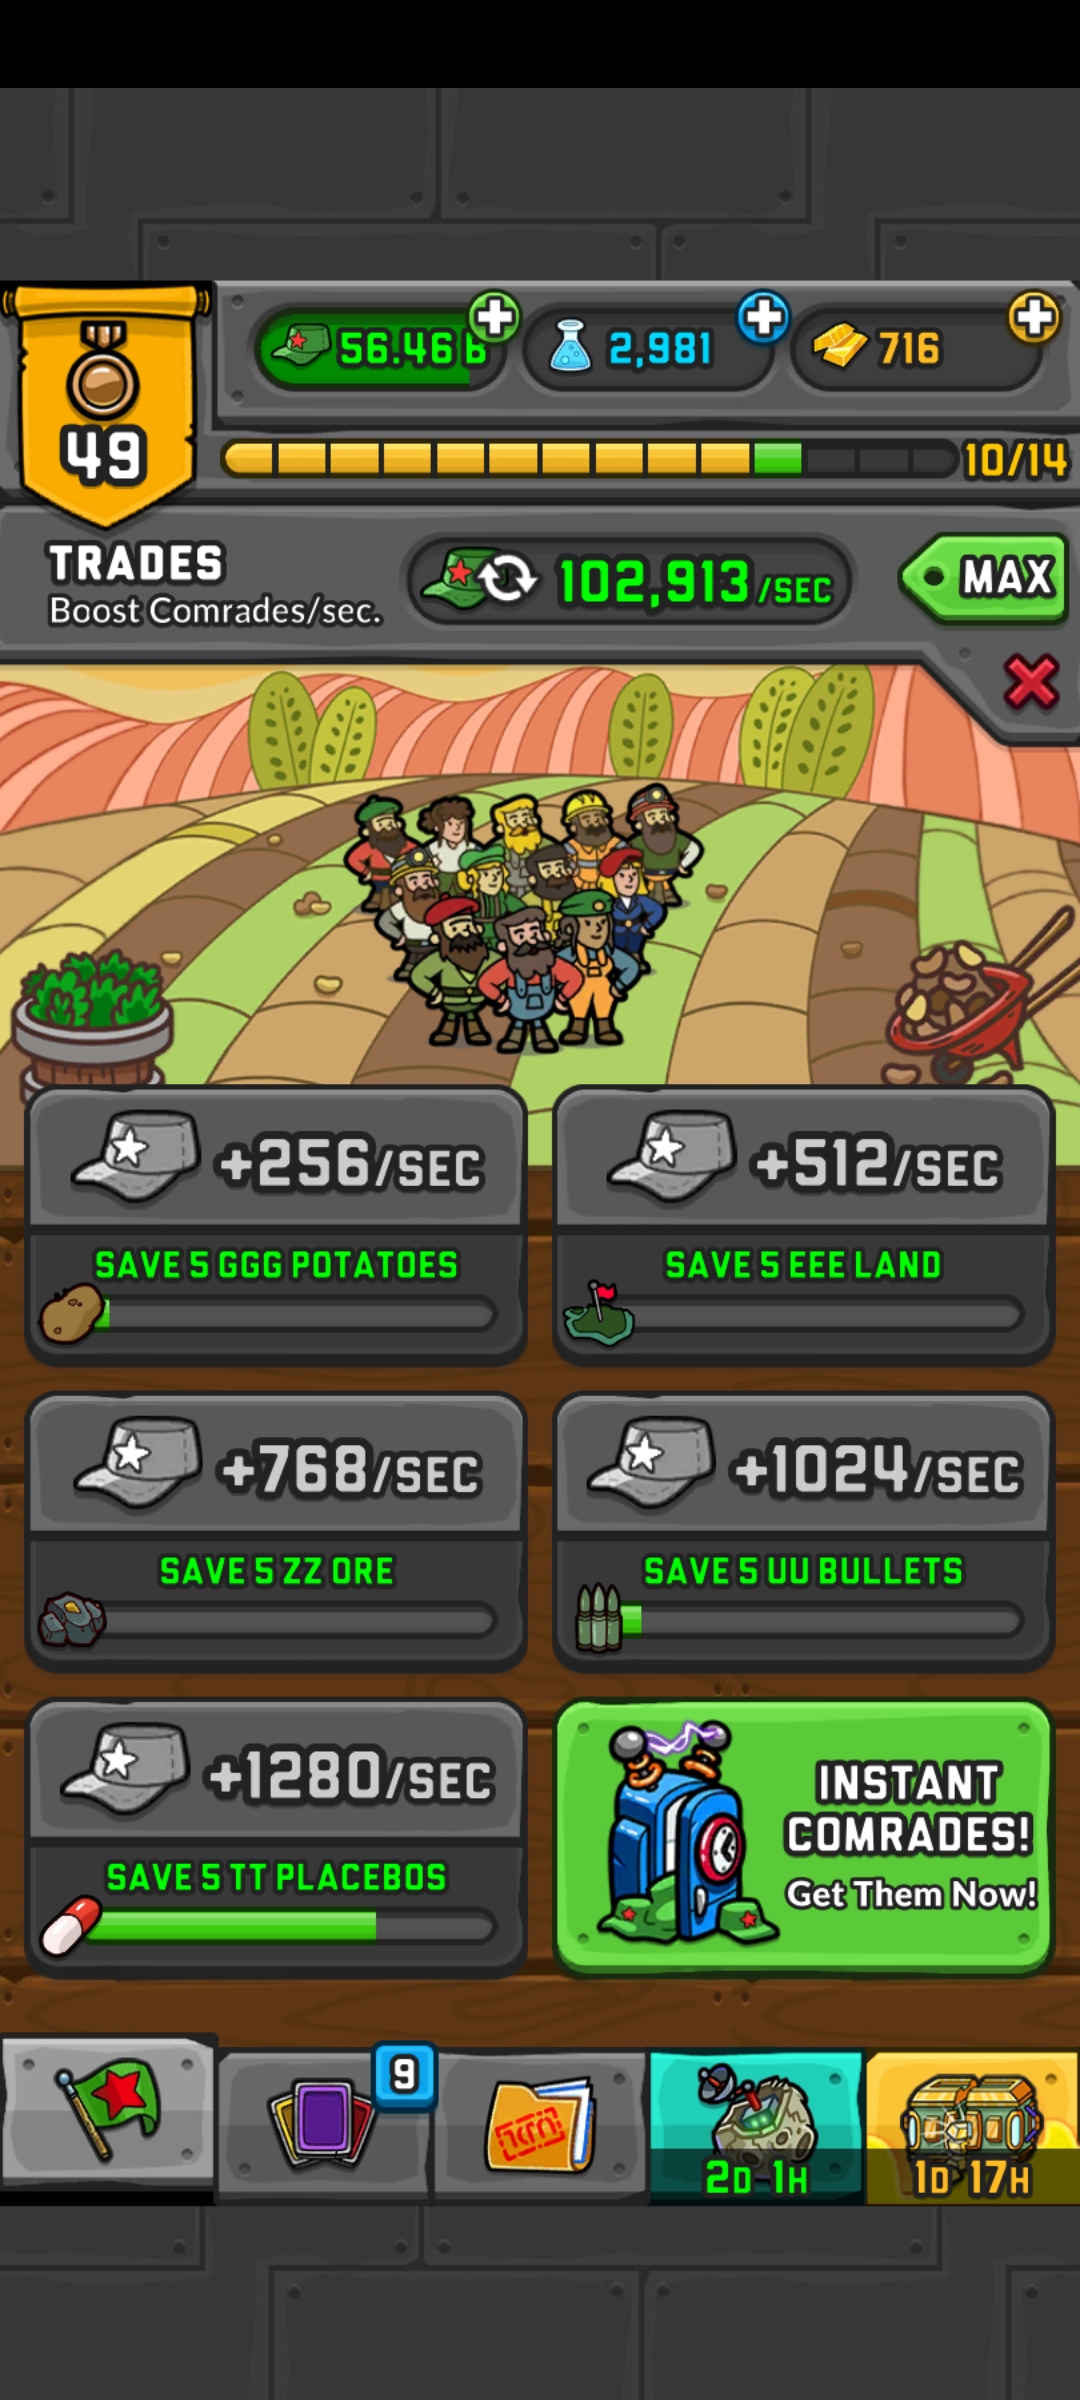 56.46 B
2,981
716
49
10/14
TRADES
Boost Comrades/sec.
102,913/SEC
MAX
+256/SEC
+512/SEC
SAVE 5 GGG POTATOES
SAVE 5 EEE LAND
+768/SEC
+1024/SEC
SAVE 5 ZZ ORE
SAVE 5 UU BULLETS
+1280/SEC
SAVE 5 TT PLACEBOS
INSTANT
COMRADES!
Get Them Now!
9
2D 1H
1D 17H